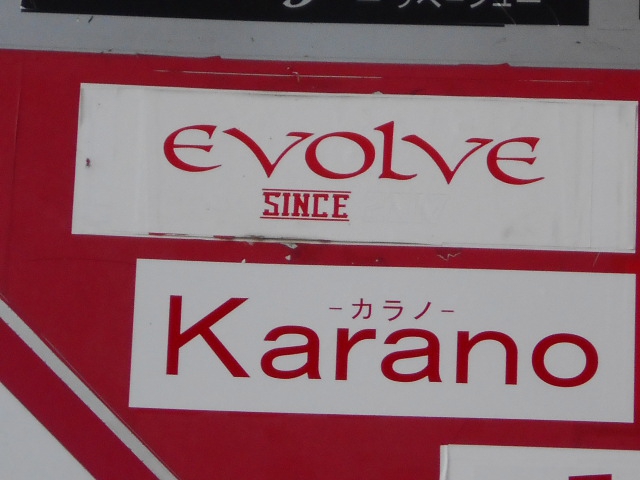 EVOLVE
SINCE
-カラノ-
Karano